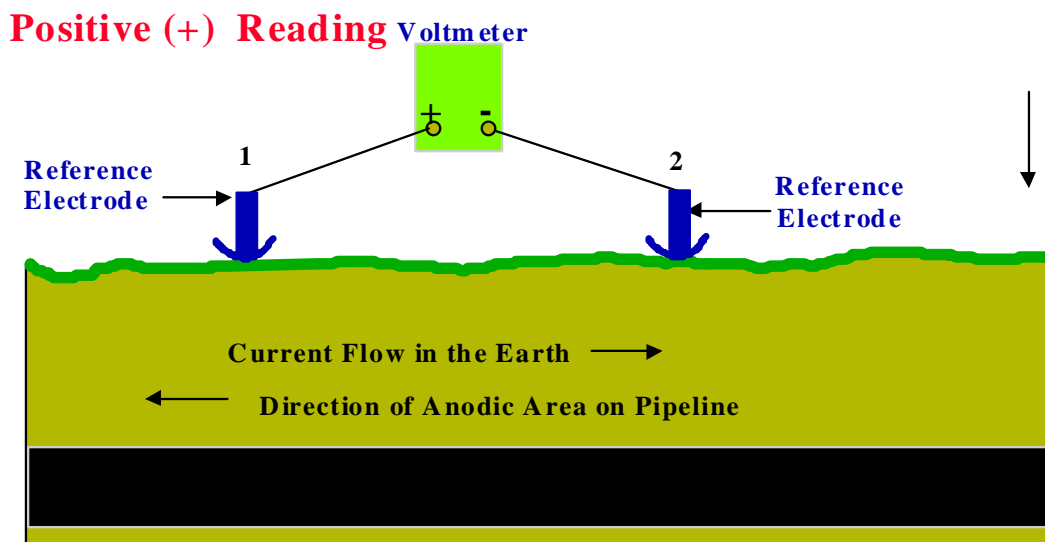 Positive (+) Reading Voltmeter
+ -
1
2
Reference
Electrode
Reference
Electrode
Current Flow in the Earth
Direction of Anodic Area on Pipeline